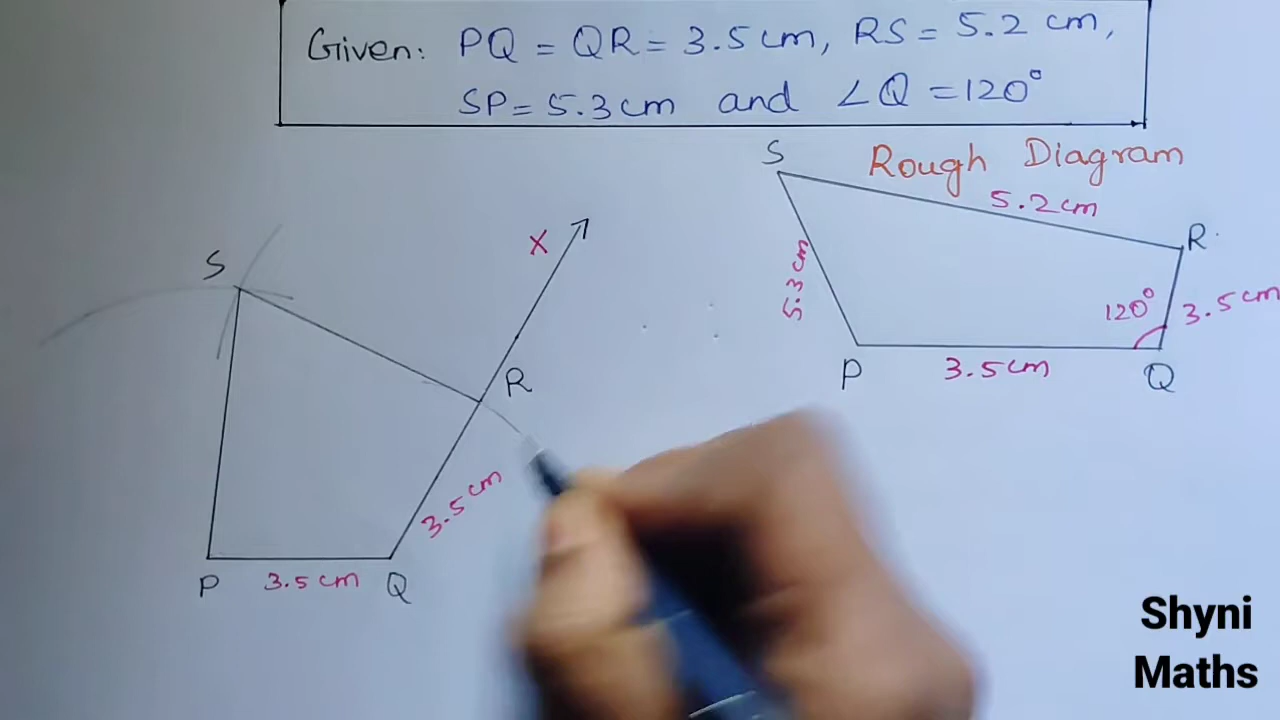 Given: PQ = QR = 3.5 cm, RS = 5.2 cm,
SP = 5.3 cm and ∠Q = 120°
Rough Diagram
S
5.2 cm
R
5.3 cm
120°
3.5 cm
P
3.5 cm
Q
S
X
R
3.5 cm
P
3.5 cm
Q
Shyni
Maths